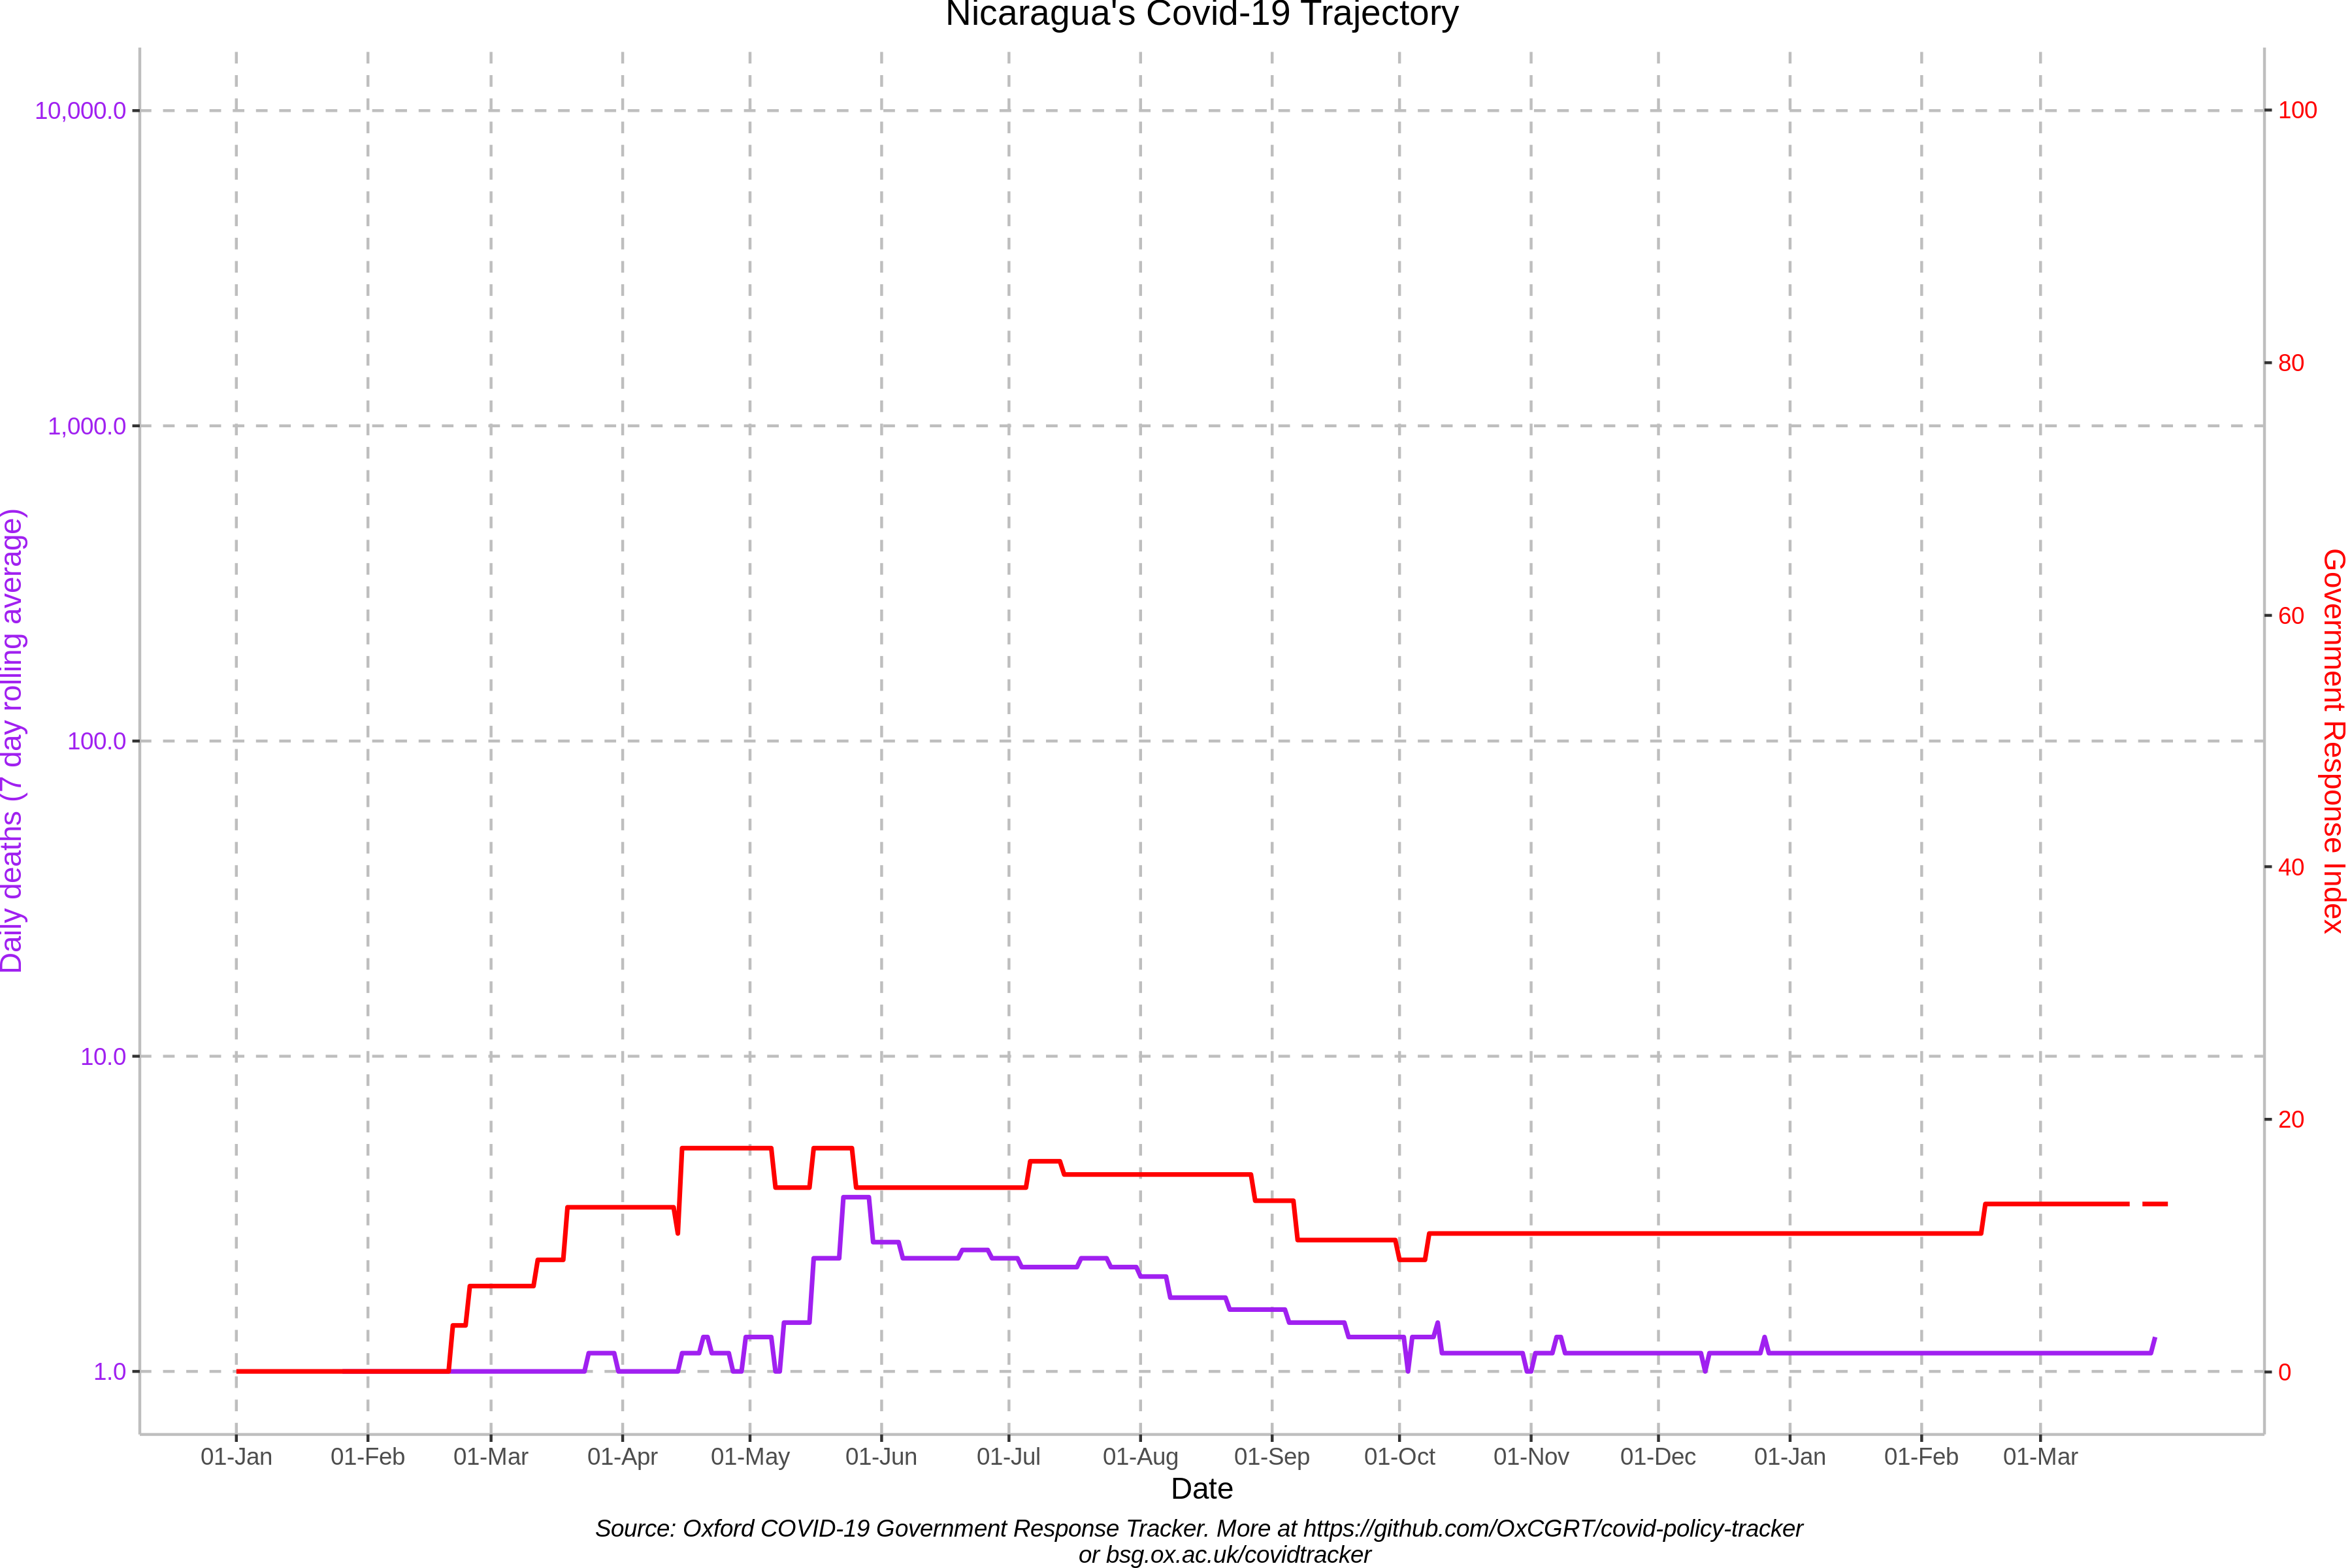 Nicaragua's Covid-19 Trajectory
10,000.0
1,000.0
100.0
10.0
1.0
Daily deaths (7 day rolling average)
100
80
60
40
20
0
Government Response Index
01-Jan 01-Feb 01-Mar 01-Apr 01-May 01-Jun 01-Jul 01-Aug 01-Sep 01-Oct 01-Nov 01-Dec 01-Jan 01-Feb 01-Mar
Date
Source: Oxford COVID-19 Government Response Tracker. More at https://github.com/OxCGRT/covid-policy-tracker
or bsg.ox.ac.uk/covidtracker